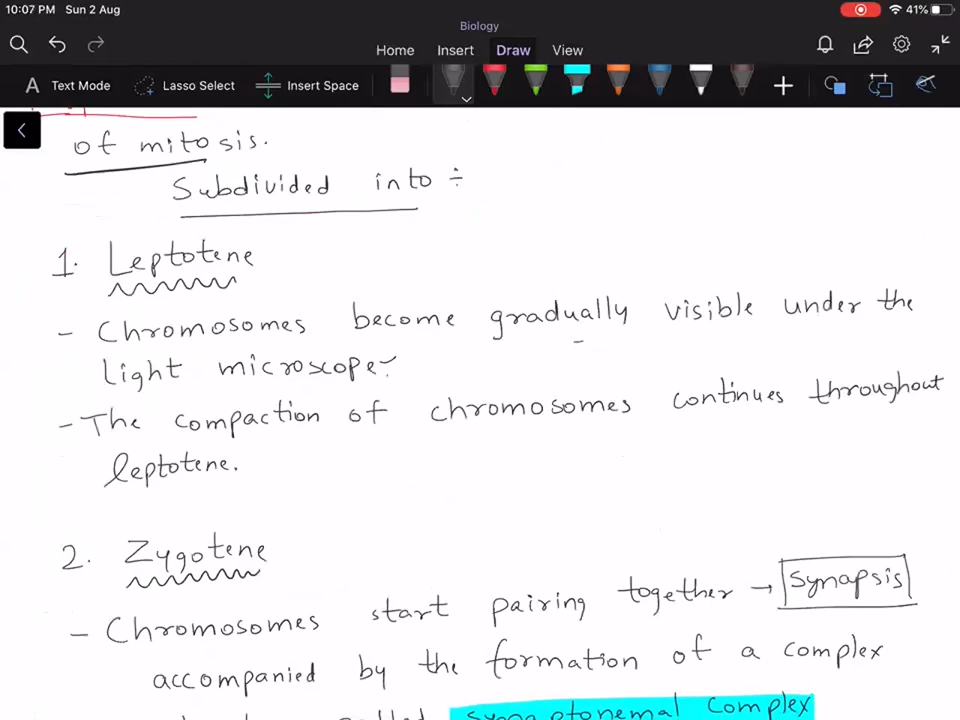 10:07 PM Sun 2 Aug
41%
Biology
Home Insert Draw View
Text Mode Lasso Select Insert Space
of mitosis.
Subdivided into ÷
1. Leptotene
- Chromosomes become gradually visible under the
light microscope.
- The compaction of chromosomes continues throughout
leptotene.
2. Zygotene
- Chromosomes start pairing together → Synapsis
accompanied by the formation of a complex
called synaptonemal complex